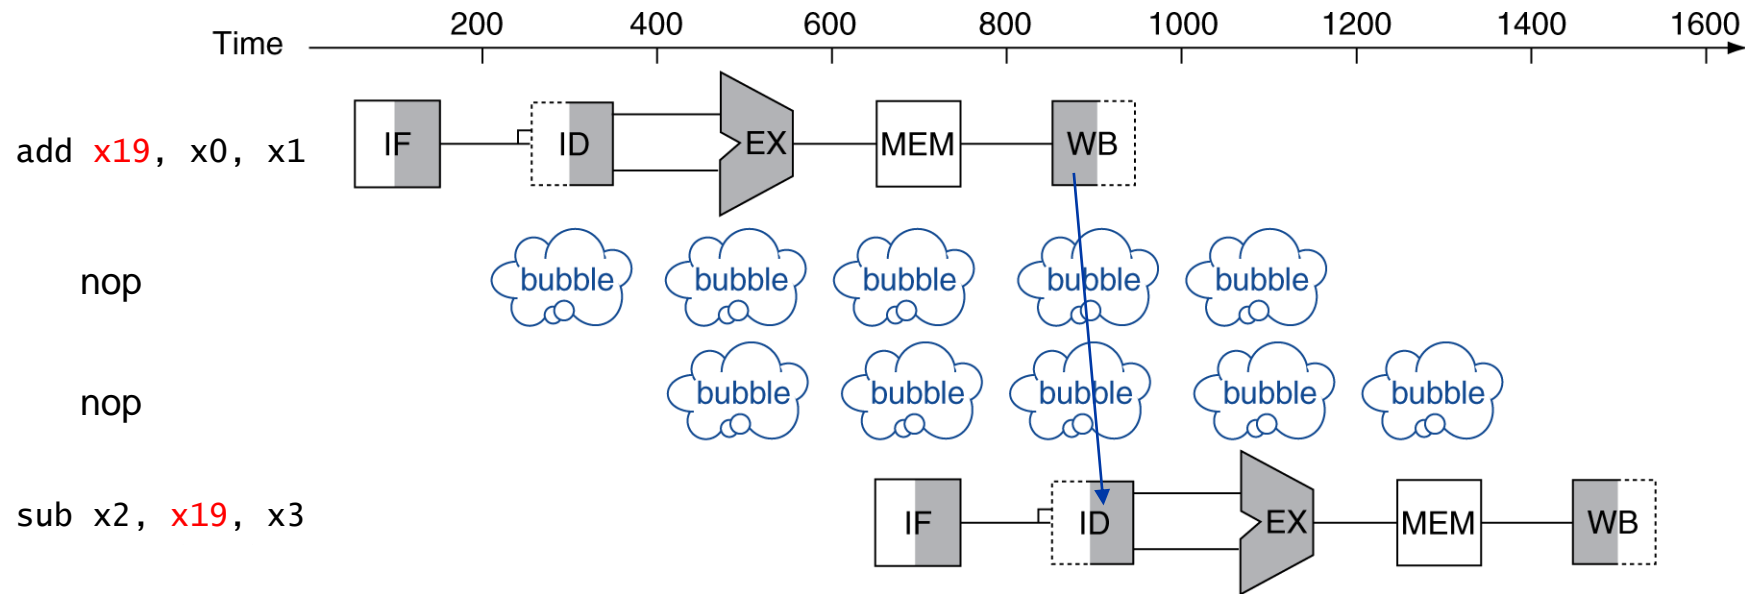 Time 200 400 600 800 1000 1200 1400 1600
add x19, x0, x1 IF ID EX MEM WB
nop bubble bubble bubble bubble bubble
nop bubble bubble bubble bubble bubble
sub x2, x19, x3 IF ID EX MEM WB